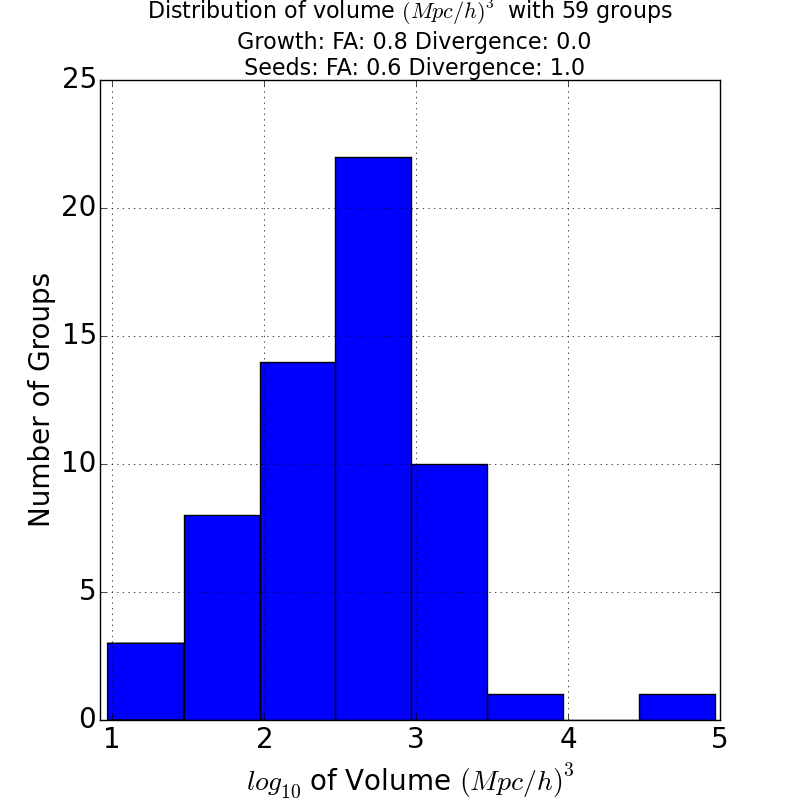 Distribution of volume (Mpc/h)³ with 59 groups
Growth: FA: 0.8 Divergence: 0.0
Seeds: FA: 0.6 Divergence: 1.0
25
20
15
10
5
0
Number of Groups
1 2 3 4 5
log₁₀ of Volume (Mpc/h)³